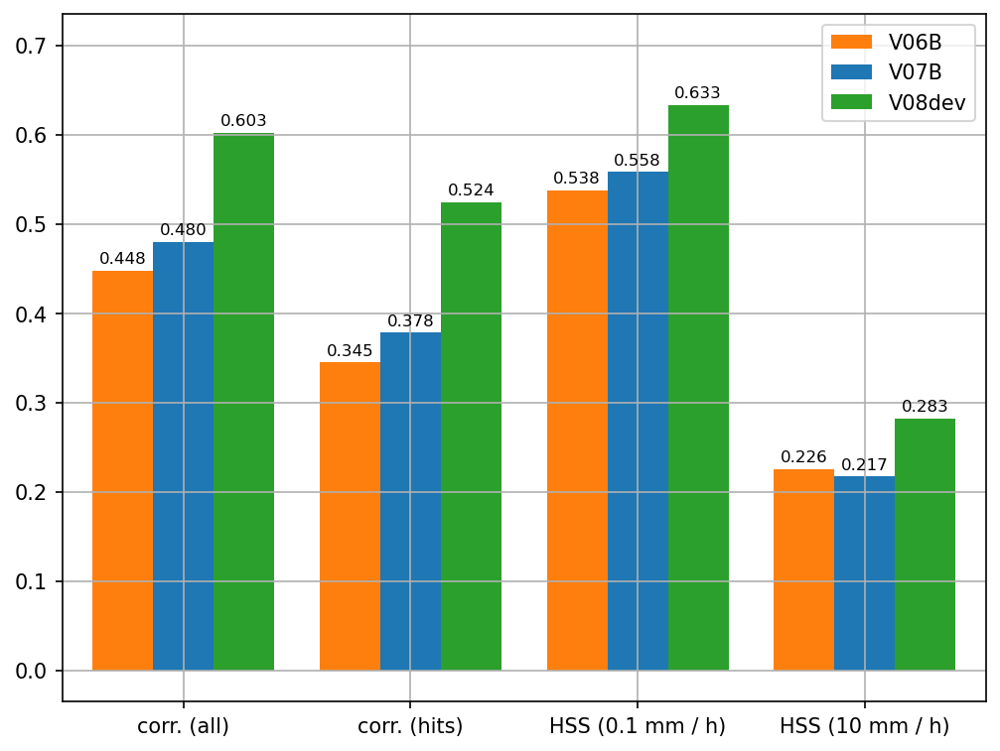 V06B
V07B
V08dev
0.7
0.6
0.5
0.4
0.3
0.2
0.1
0.0
0.448
0.480
0.603
0.345
0.378
0.524
0.538
0.558
0.633
0.226
0.217
0.283
corr. (all)
corr. (hits)
HSS (0.1 mm / h)
HSS (10 mm / h)